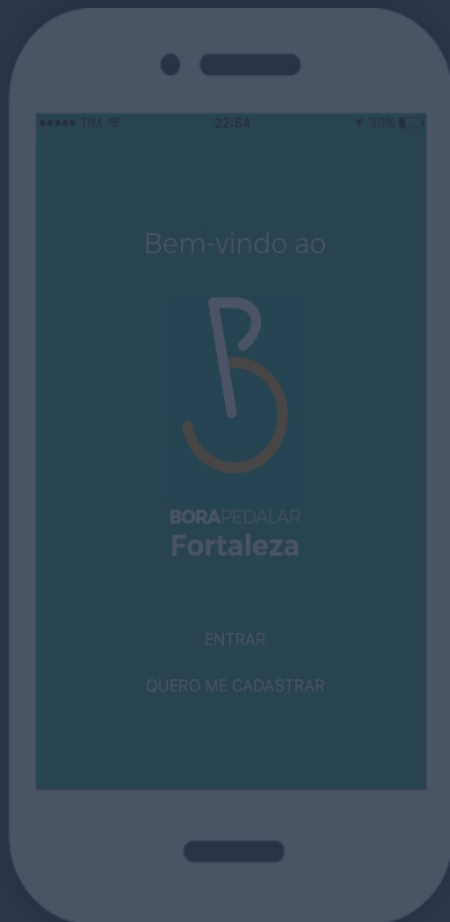 TIM 22:54 30%
Bem-vindo ao
BORAPEDALAR
Fortaleza
ENTRAR
QUERO ME CADASTRAR